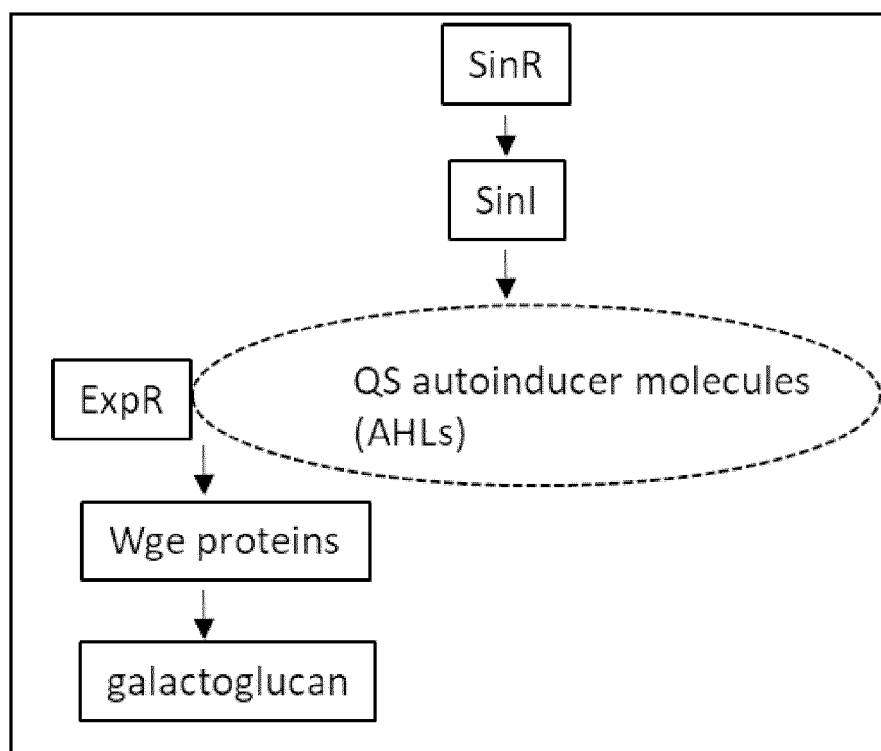 SinR
SinI
QS autoinducer molecules
(AHLs)
ExpR
Wge proteins
galactoglucan